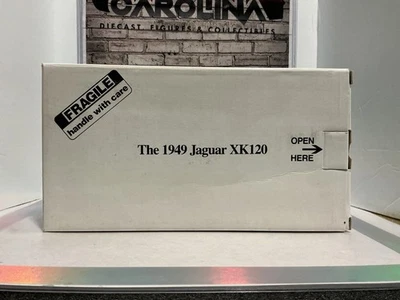 CAROLINA
DIECAST, FIGURES & COLLECTIBLES
FRAGILE
handle with care
The 1949 Jaguar XK120
OPEN
HERE